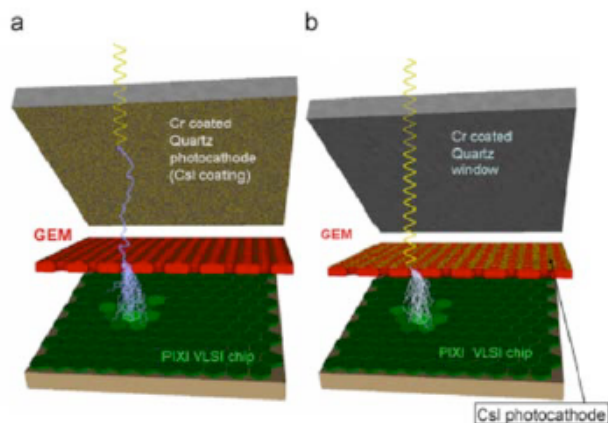 a
b
Cr coated
Quartz
photocathode
(CsI coating)
Cr coated
Quartz
window
GEM
GEM
PIXI VLSI chip
PIXI VLSI chip
CsI photocathode